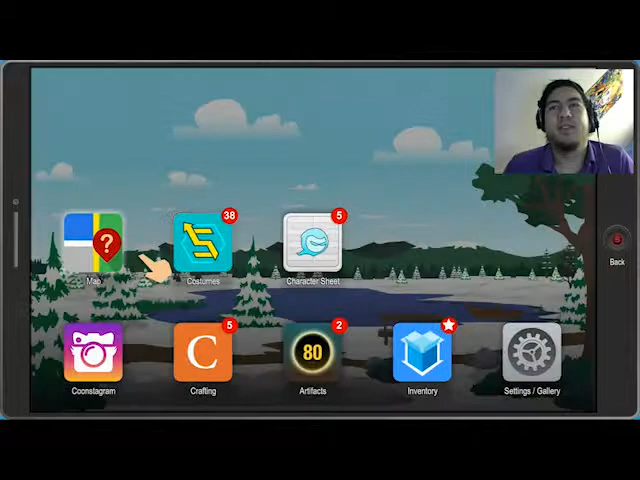 38
5
?
S
Map
Costumes
Character Sheet
Back
5
2
C
80
Coonstagram
Crafting
Artifacts
Inventory
Settings / Gallery